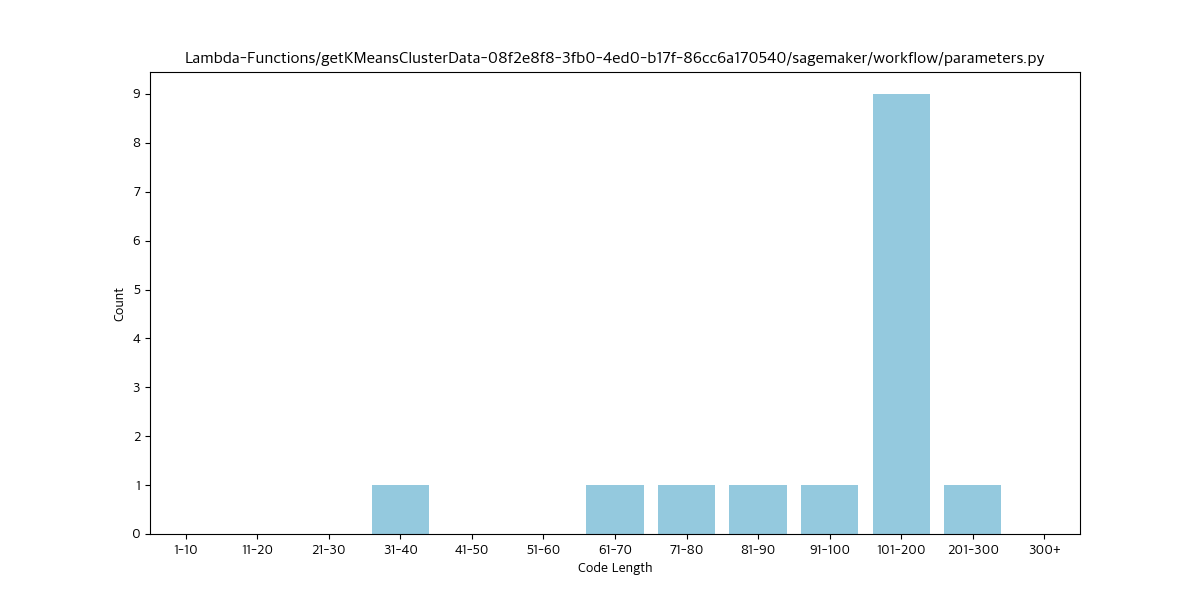 Lambda-Functions/getKMeansClusterData-08f2e8f8-3fb0-4ed0-b17f-86cc6a170540/sagemaker/workflow/parameters.py
9
8
7
6
5
4
3
2
1
0
Count
1-10 11-20 21-30 31-40 41-50 51-60 61-70 71-80 81-90 91-100 101-200 201-300 300+
Code Length